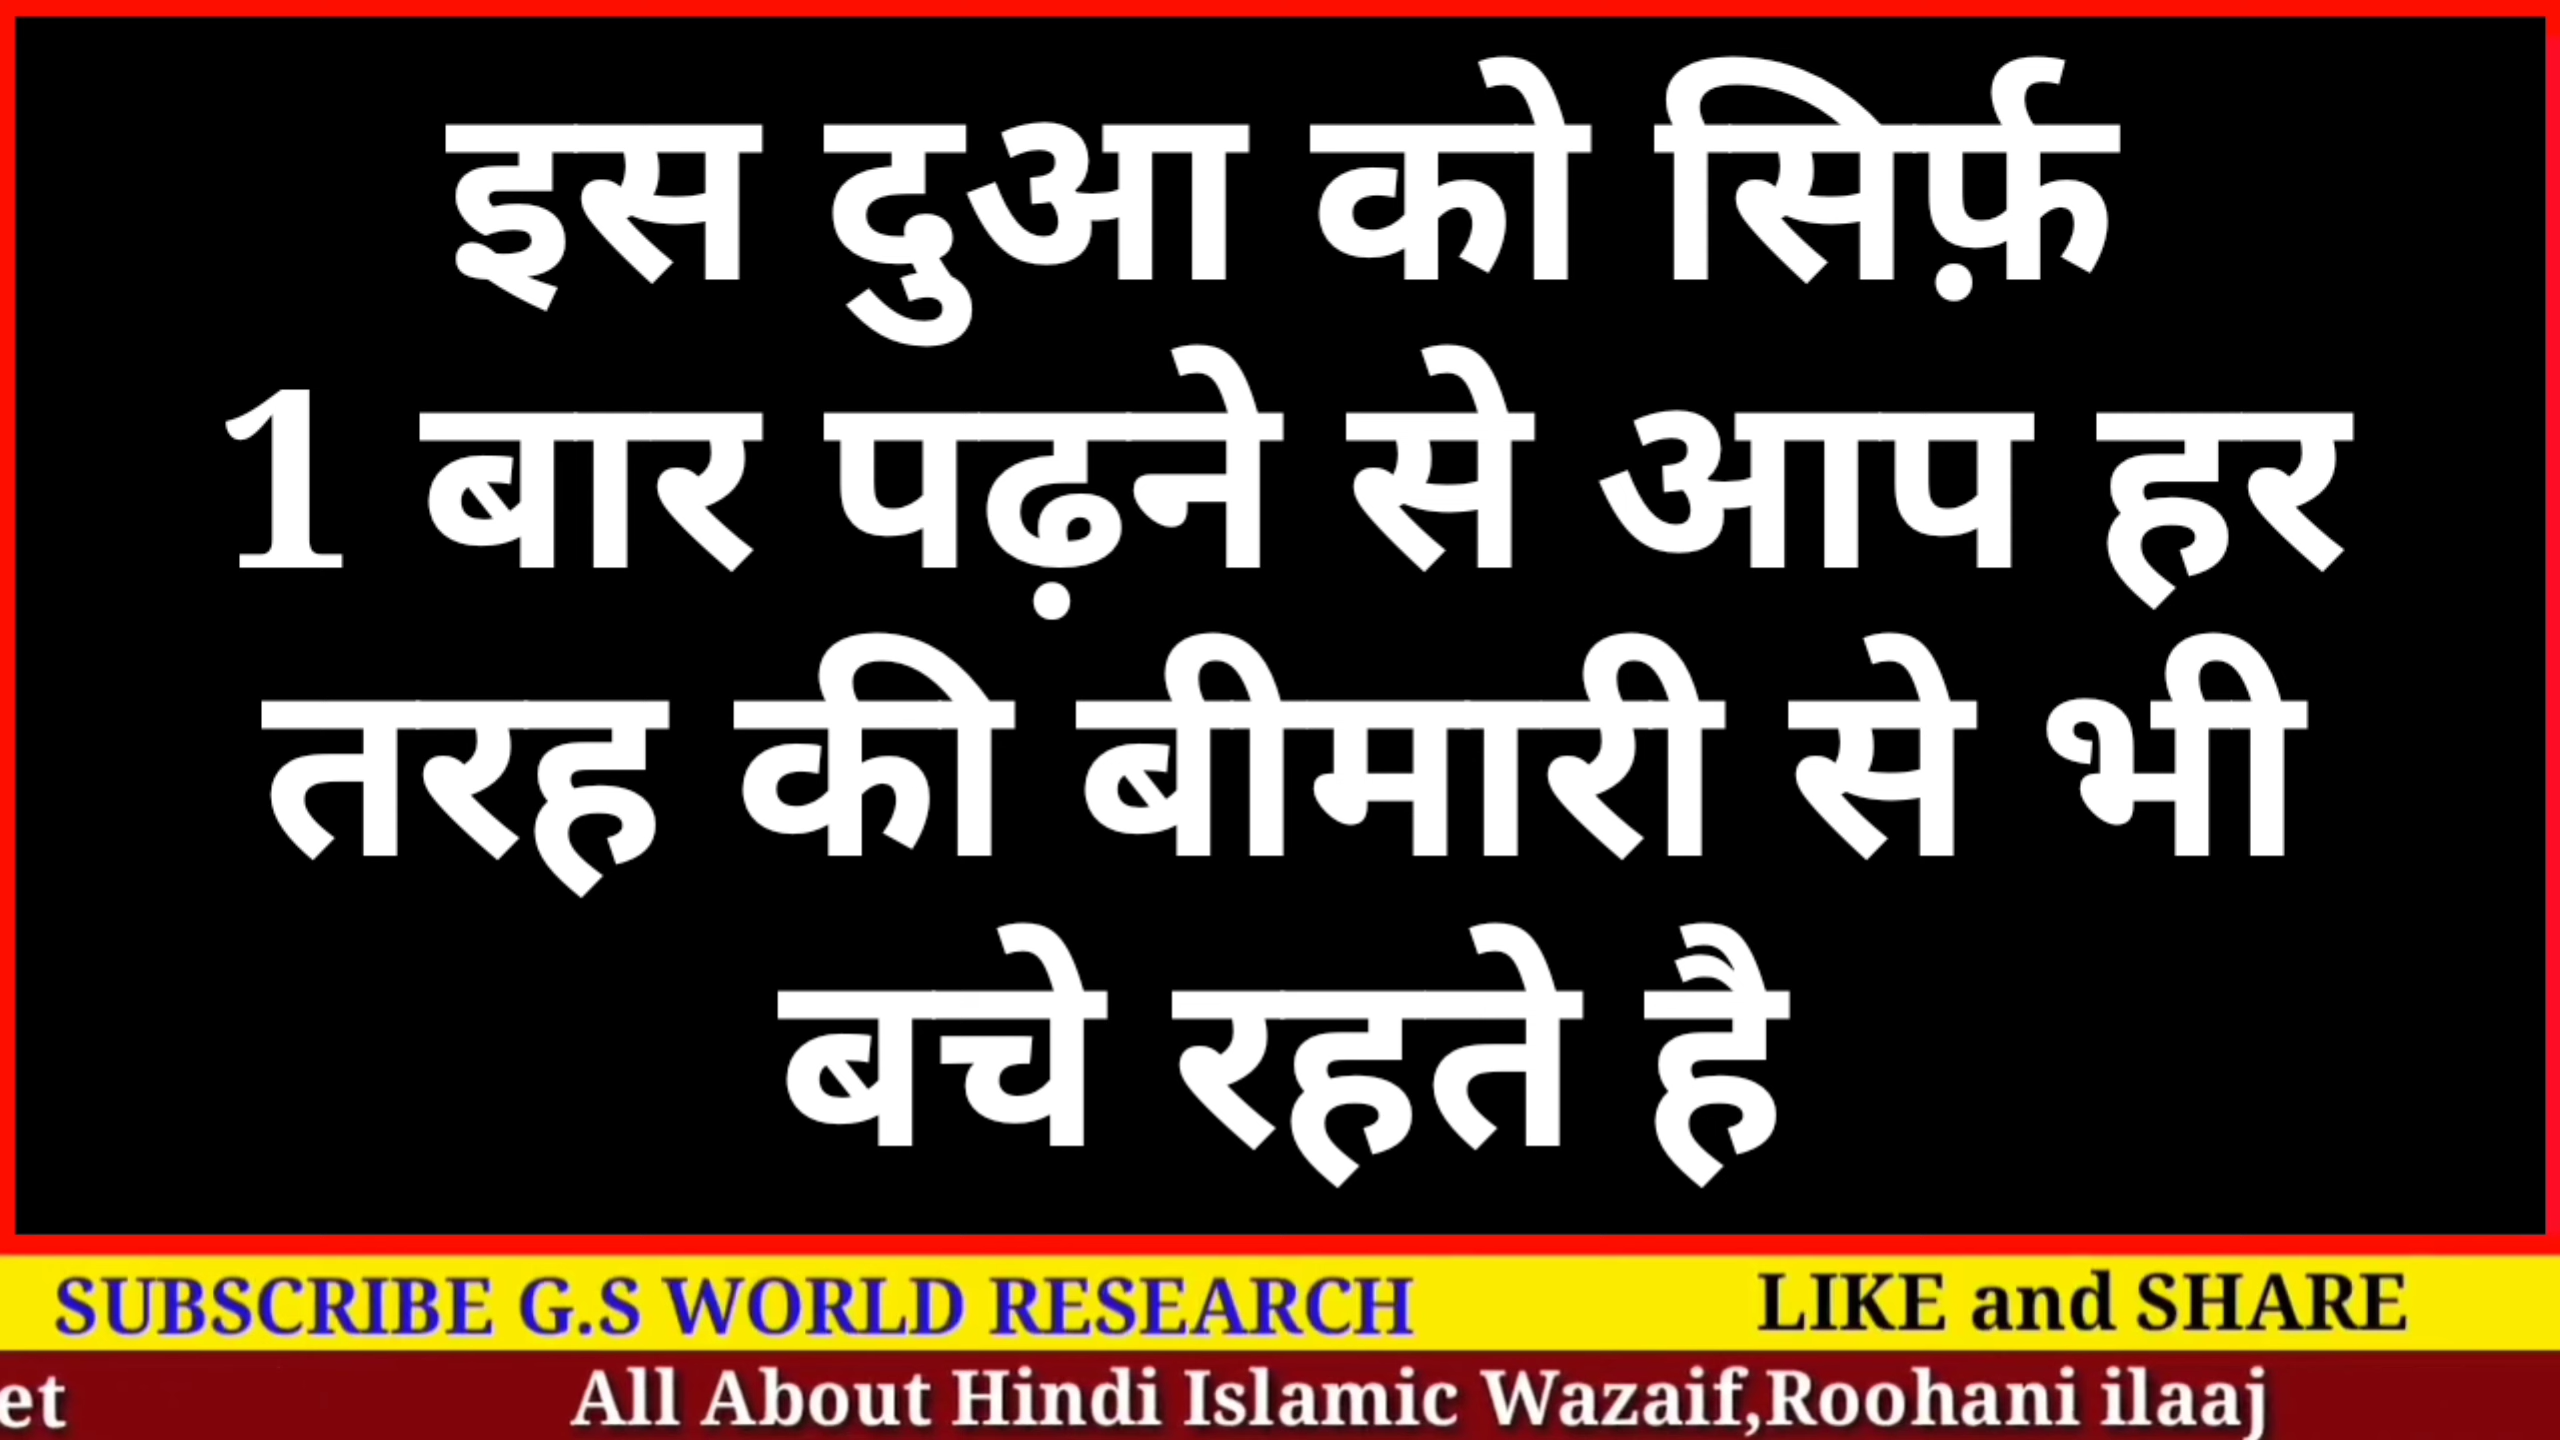 इस दुआ को सिर्फ़
1 बार पढ़ने से आप हर
तरह की बीमारी से भी
बचे रहते है
SUBSCRIBE G.S WORLD RESEARCH LIKE and SHARE
et All About Hindi Islamic Wazaif,Roohani ilaaj